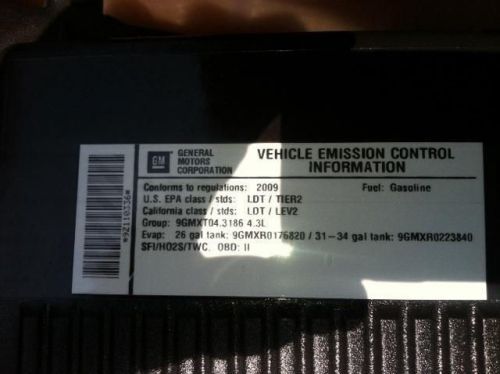 GM
GENERAL
MOTORS
CORPORATION
VEHICLE EMISSION CONTROL
INFORMATION
Conforms to regulations: 2009
Fuel: Gasoline
U.S. EPA class / stds: LDT / TIER2
California class / stds: LDT / LEV2
Group: 9GMXT04.3186 4.3L
Evap: 26 gal tank: 9GMXR0176820 / 31-34 gal tank: 9GMXR0223840
SFI/HO2S/TWC. OBD: II